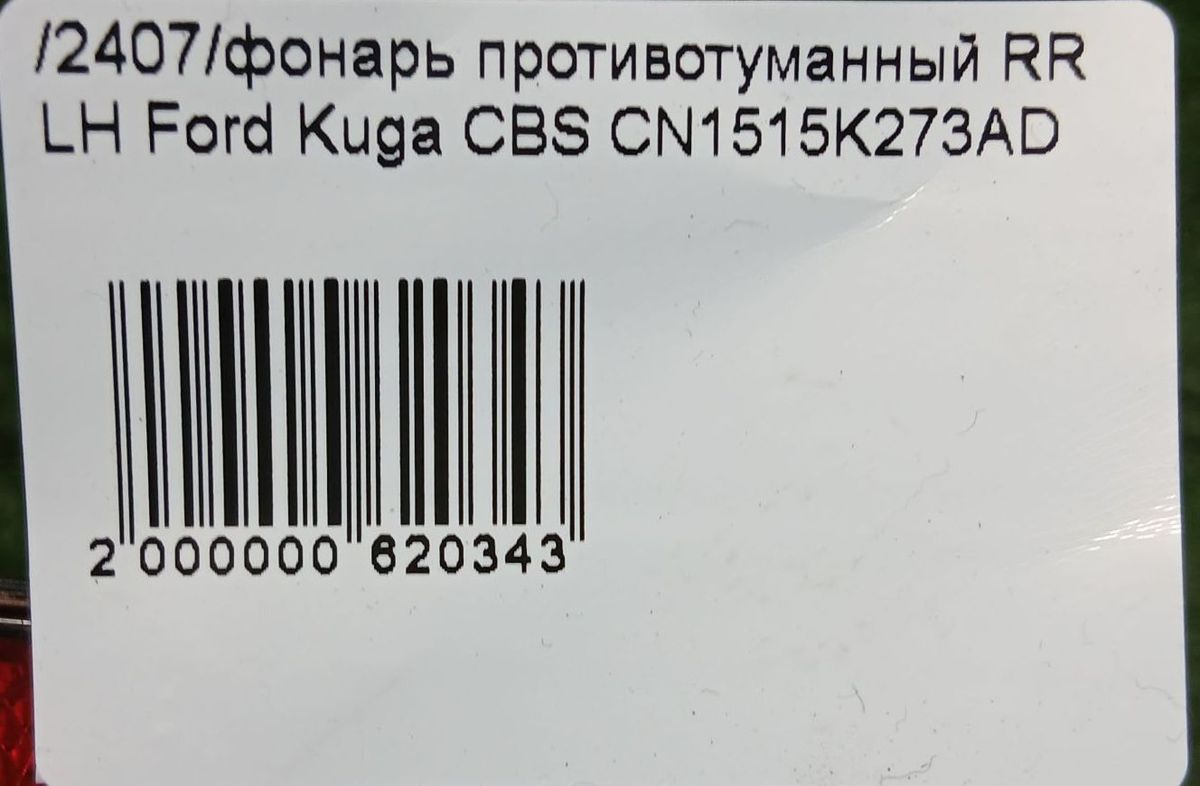 /2407/фонарь противотуманный RR
LH Ford Kuga CBS CN1515K273AD
2 000000 620343